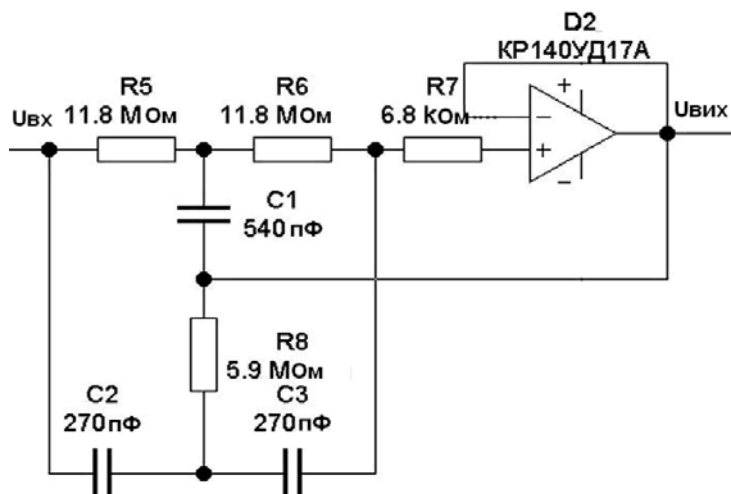 D2
КР140УД17А
R5
11.8 МОм
R6
11.8 МОм
R7
6.8 kОм
Uвх
Uвих
+
−
+
−
C1
540 пФ
R8
5.9 МОм
C2
270пФ
C3
270пФ